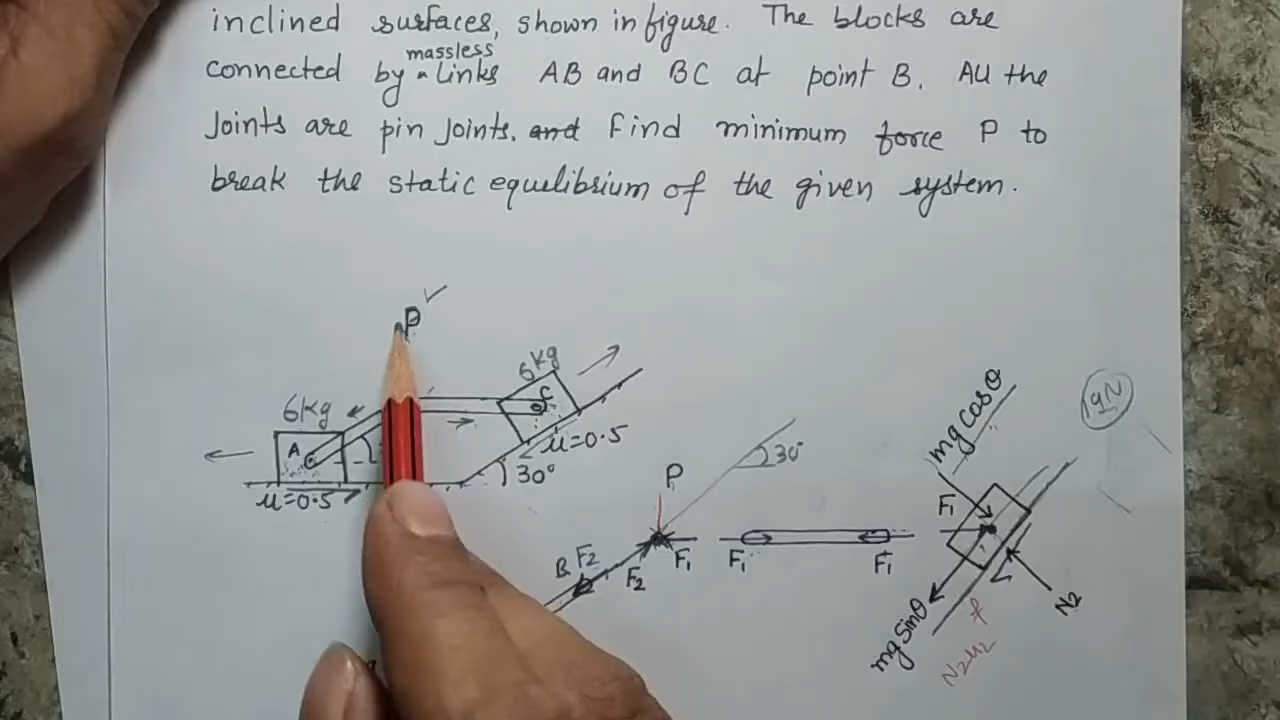 inclined surfaces, shown in figure. The blocks are
massless
connected by links AB and BC at point B. All the
Joints are pin Joints. and Find minimum force P to
break the static equelibrium of the given system.
P
6kg
6kg
C
A
μ=0.5
μ=0.5
30°
mg cosθ
P
30°
F₁
B F₂
F₂
F₁
F₁
F₁
N₂
mg sinθ
f
N₂μ₂